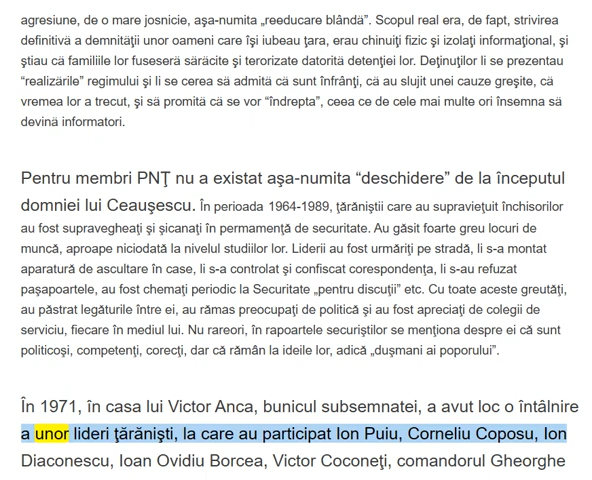 agresiune, de o mare josnicie, aşa-numita „reeducare blândă”. Scopul real era, de fapt, strivirea
definitivă a demnităţii unor oameni care îşi iubeau ţara, erau chinuiţi fizic şi izolaţi informaţional, şi
ştiau că familiile lor fuseseră sărăcite şi terorizate datorită detenţiei lor. Deţinuţilor li se prezentau
“realizările” regimului şi li se cerea să admită că sunt înfrânţi, că au slujit unei cauze greşite, că
vremea lor a trecut, şi să promită că se vor “îndrepta”, ceea ce de cele mai multe ori însemna să
devină informatori.
Pentru membri PNŢ nu a existat aşa-numita “deschidere” de la începutul
domniei lui Ceauşescu. În perioada 1964-1989, ţărăniştii care au supravieţuit închisorilor
au fost supravegheaţi şi şicanaţi în permamenţă de securitate. Au găsit foarte greu locuri de
muncă, aproape niciodată la nivelul studiilor lor. Liderii au fost urmăriţi pe stradă, li s-a montat
aparatură de ascultare în case, li s-a controlat şi confiscat corespondenţa, li s-au refuzat
paşapoartele, au fost chemaţi periodic la Securitate „pentru discuţii” etc. Cu toate aceste greutăţi,
au păstrat legăturile între ei, au rămas preocupaţi de politică şi au fost apreciaţi de colegii de
serviciu, fiecare în mediul lui. Nu rareori, în rapoartele securiştilor se menţiona despre ei că sunt
politicoşi, competenţi, corecţi, dar că rămân la ideile lor, adică „duşmani ai poporului”.
În 1971, în casa lui Victor Anca, bunicul subsemnatei, a avut loc o întâlnire
a unor lideri ţărănişti, la care au participat Ion Puiu, Corneliu Coposu, Ion
Diaconescu, Ioan Ovidiu Borcea, Victor Coconeţi, comandorul Gheorghe